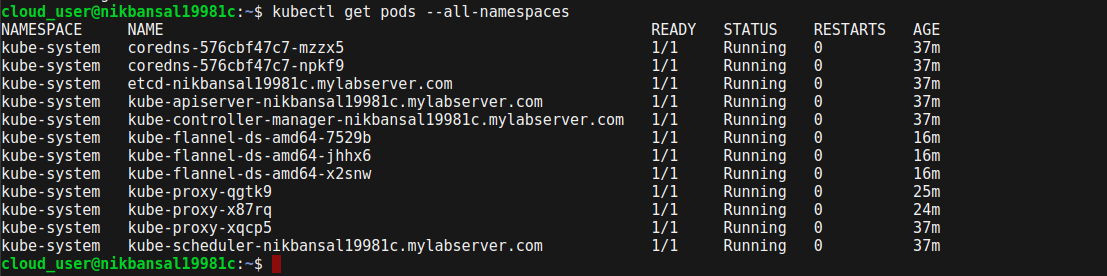 cloud_user@nikbansal19981c:~$ kubectl get pods --all-namespaces
NAMESPACE     NAME                                                    READY   STATUS    RESTARTS   AGE
kube-system   coredns-576cbf47c7-mzzx5                                1/1     Running   0          37m
kube-system   coredns-576cbf47c7-npkf9                                1/1     Running   0          37m
kube-system   etcd-nikbansal19981c.mylabserver.com                    1/1     Running   0          37m
kube-system   kube-apiserver-nikbansal19981c.mylabserver.com          1/1     Running   0          37m
kube-system   kube-controller-manager-nikbansal19981c.mylabserver.com   1/1     Running   0          37m
kube-system   kube-flannel-ds-amd64-7529b                             1/1     Running   0          16m
kube-system   kube-flannel-ds-amd64-jhhx6                             1/1     Running   0          16m
kube-system   kube-flannel-ds-amd64-x2snw                             1/1     Running   0          16m
kube-system   kube-proxy-qgtk9                                        1/1     Running   0          25m
kube-system   kube-proxy-x87rq                                        1/1     Running   0          24m
kube-system   kube-proxy-xqcp5                                        1/1     Running   0          37m
kube-system   kube-scheduler-nikbansal19981c.mylabserver.com          1/1     Running   0          37m
cloud_user@nikbansal19981c:~$